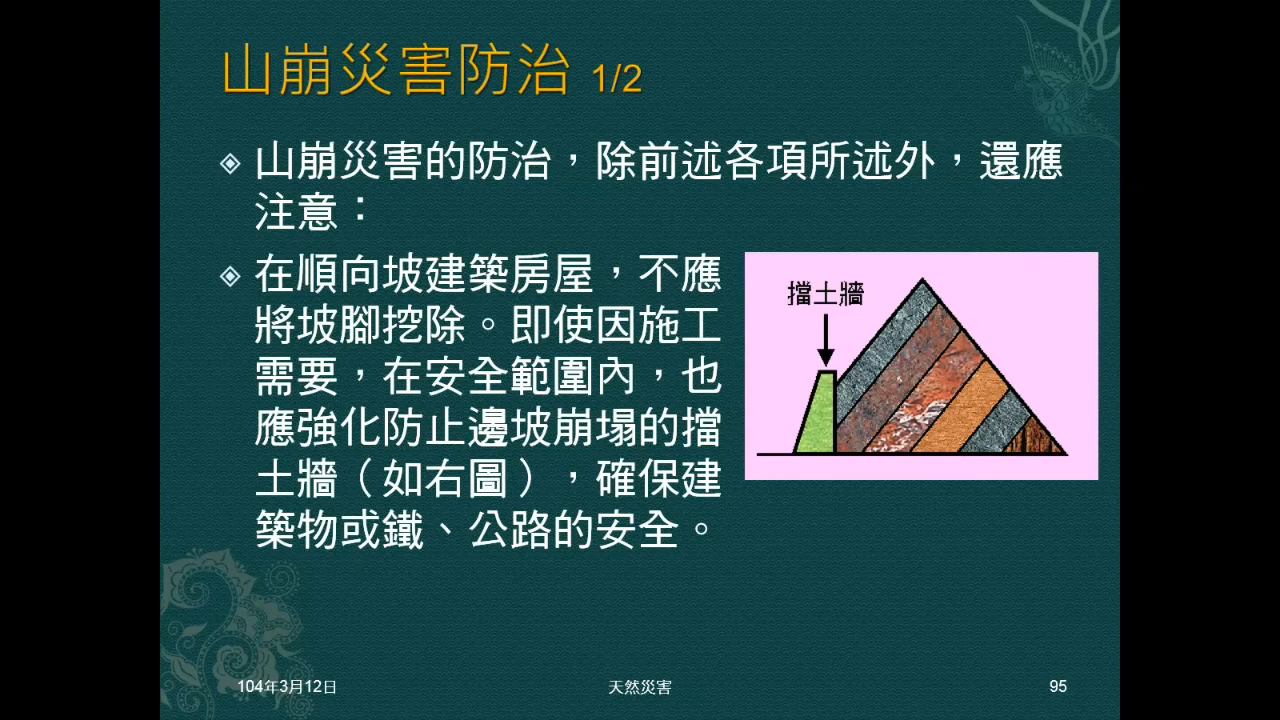 山崩災害防治 1/2
山崩災害的防治，除前述各項所述外，還應
注意：
在順向坡建築房屋，不應
將坡腳挖除。即使因施工
需要，在安全範圍內，也
應強化防止邊坡崩塌的擋
土牆（如右圖），確保建
築物或鐵、公路的安全。
擋土牆
104年3月12日
天然災害
95